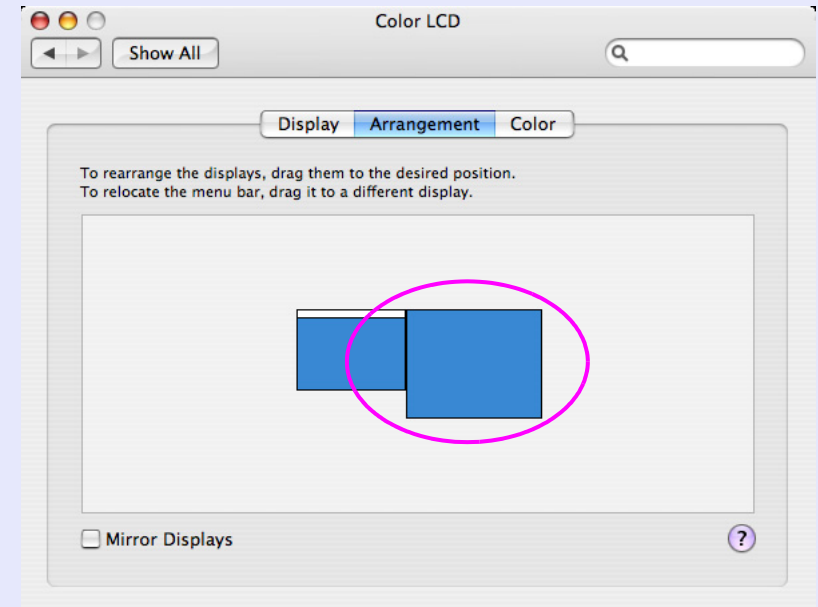 Color LCD
Show All
Display Arrangement Color
To rearrange the displays, drag them to the desired position.
To relocate the menu bar, drag it to a different display.
Mirror Displays
?